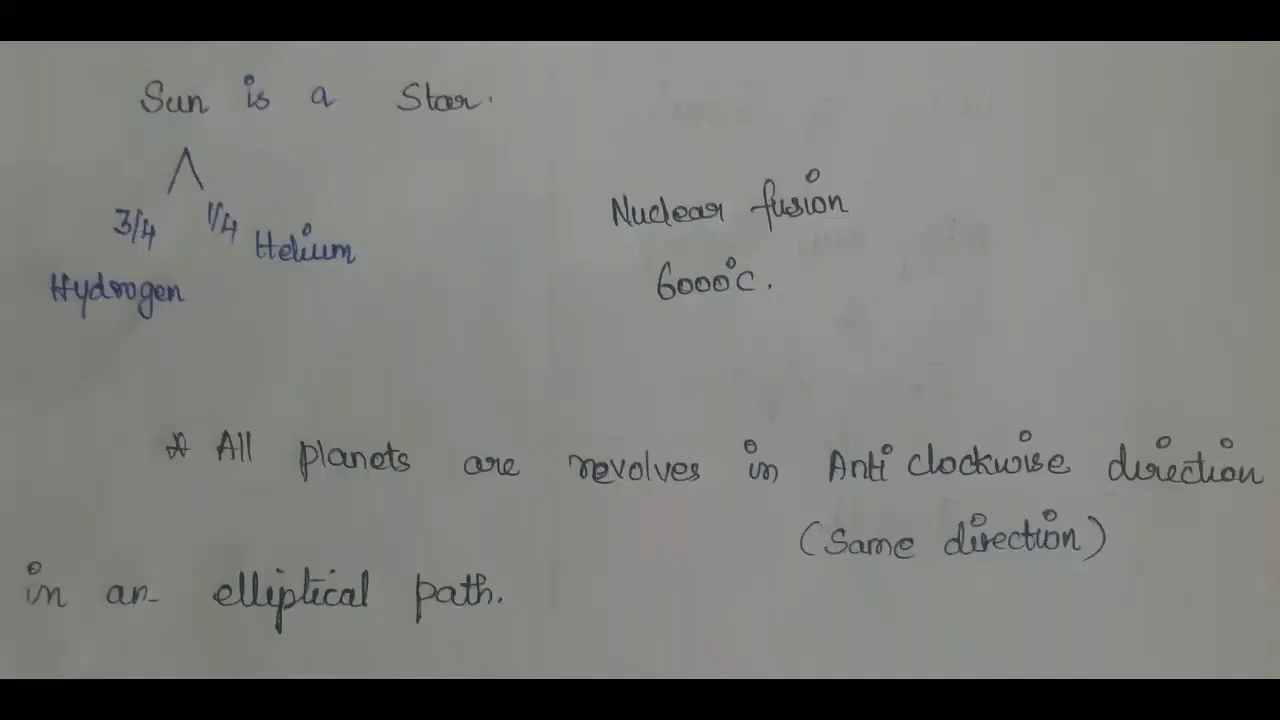 Sun is a Star.
3/4 1/4 Helium
Hydrogen
Nuclear fusion
6000°C.
* All planets are revolves in Anti clockwise direction
(Same direction)
in an elliptical path.